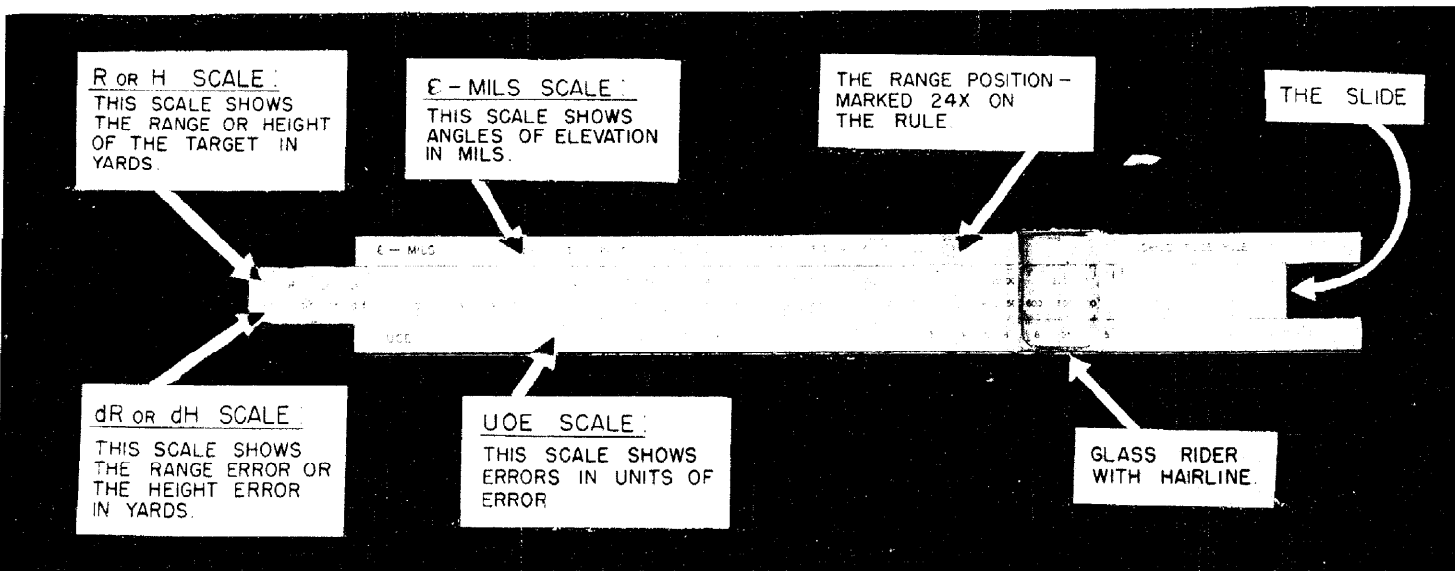 R OR H SCALE:
THIS SCALE SHOWS
THE RANGE OR HEIGHT
OF THE TARGET IN
YARDS.
Ɛ-MILS SCALE:
THIS SCALE SHOWS
ANGLES OF ELEVATION
IN MILS.
THE RANGE POSITION-
MARKED 24X ON
THE RULE
THE SLIDE
Ɛ-MILS
UOE
dR OR dH SCALE:
THIS SCALE SHOWS
THE RANGE ERROR OR
THE HEIGHT ERROR
IN YARDS.
UOE SCALE:
THIS SCALE SHOWS
ERRORS IN UNITS OF
ERROR
GLASS RIDER
WITH HAIRLINE.